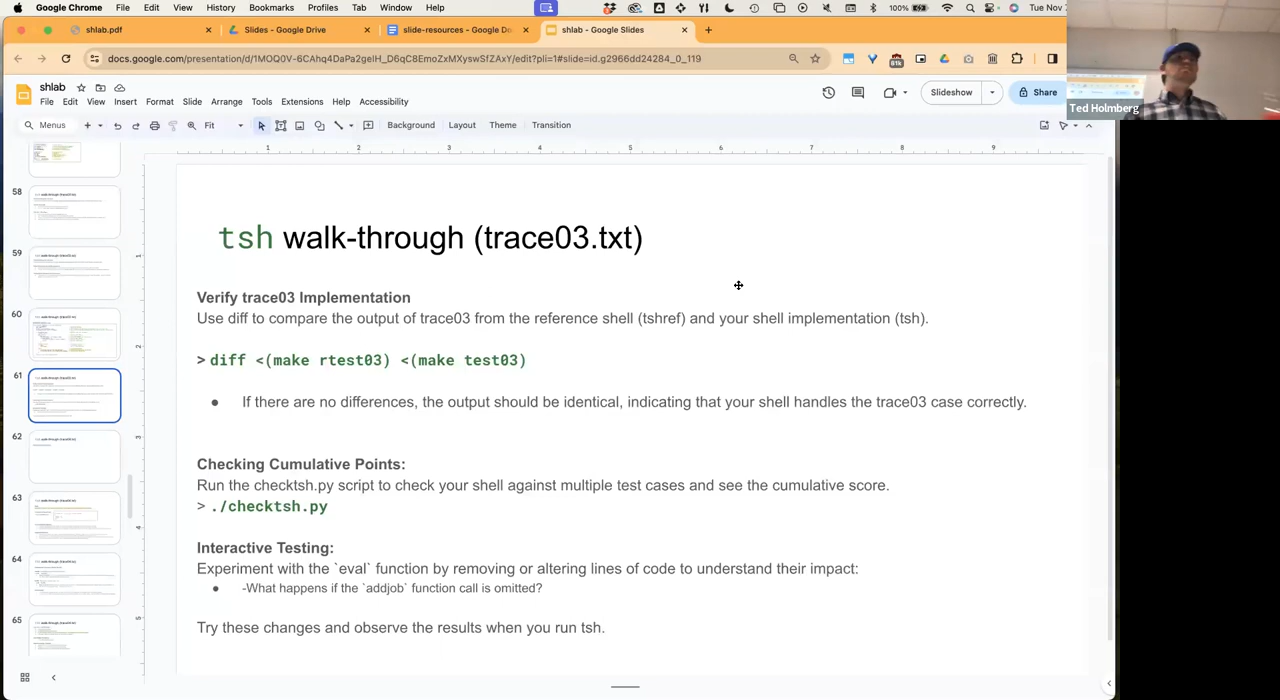 Google Chrome File Edit View History Bookmarks Profiles Tab Window Help 100% Tue Nov
shlab.pdf Slides - Google Drive slide-resources - Google Do shlab - Google Slides
docs.google.com/presentation/d/1MOQ0V-6CAhq4DaPa2gelH_D6qC8EmoZxMXyswSfZAxY/edit?pli=1#slide=id.g2966dd24284_0_119
shlab
File Edit View Insert Format Slide Arrange Tools Extensions Help Accessibility
Slideshow Share
Ted Holmberg
Menus Fit Background Layout Theme Transition
1 2 3 4 5 6 7 8 9
58
59
60
61
62
63
64
65
tsh walk-through (trace03.txt)
Verify trace03 Implementation
Use diff to compare the output of trace03 from the reference shell (tshref) and your shell implementation (tsh).
> diff <(make rtest03) <(make test03)
● If there are no differences, the output should be identical, indicating that your shell handles the trace03 case correctly.
Checking Cumulative Points:
Run the checktsh.py script to check your shell against multiple test cases and see the cumulative score.
> ./checktsh.py
Interactive Testing:
Experiment with the `eval` function by removing or altering lines of code to understand their impact:
● -What happens if the `addjob` function call is omitted?
Try these changes and observe the results when you run tsh.